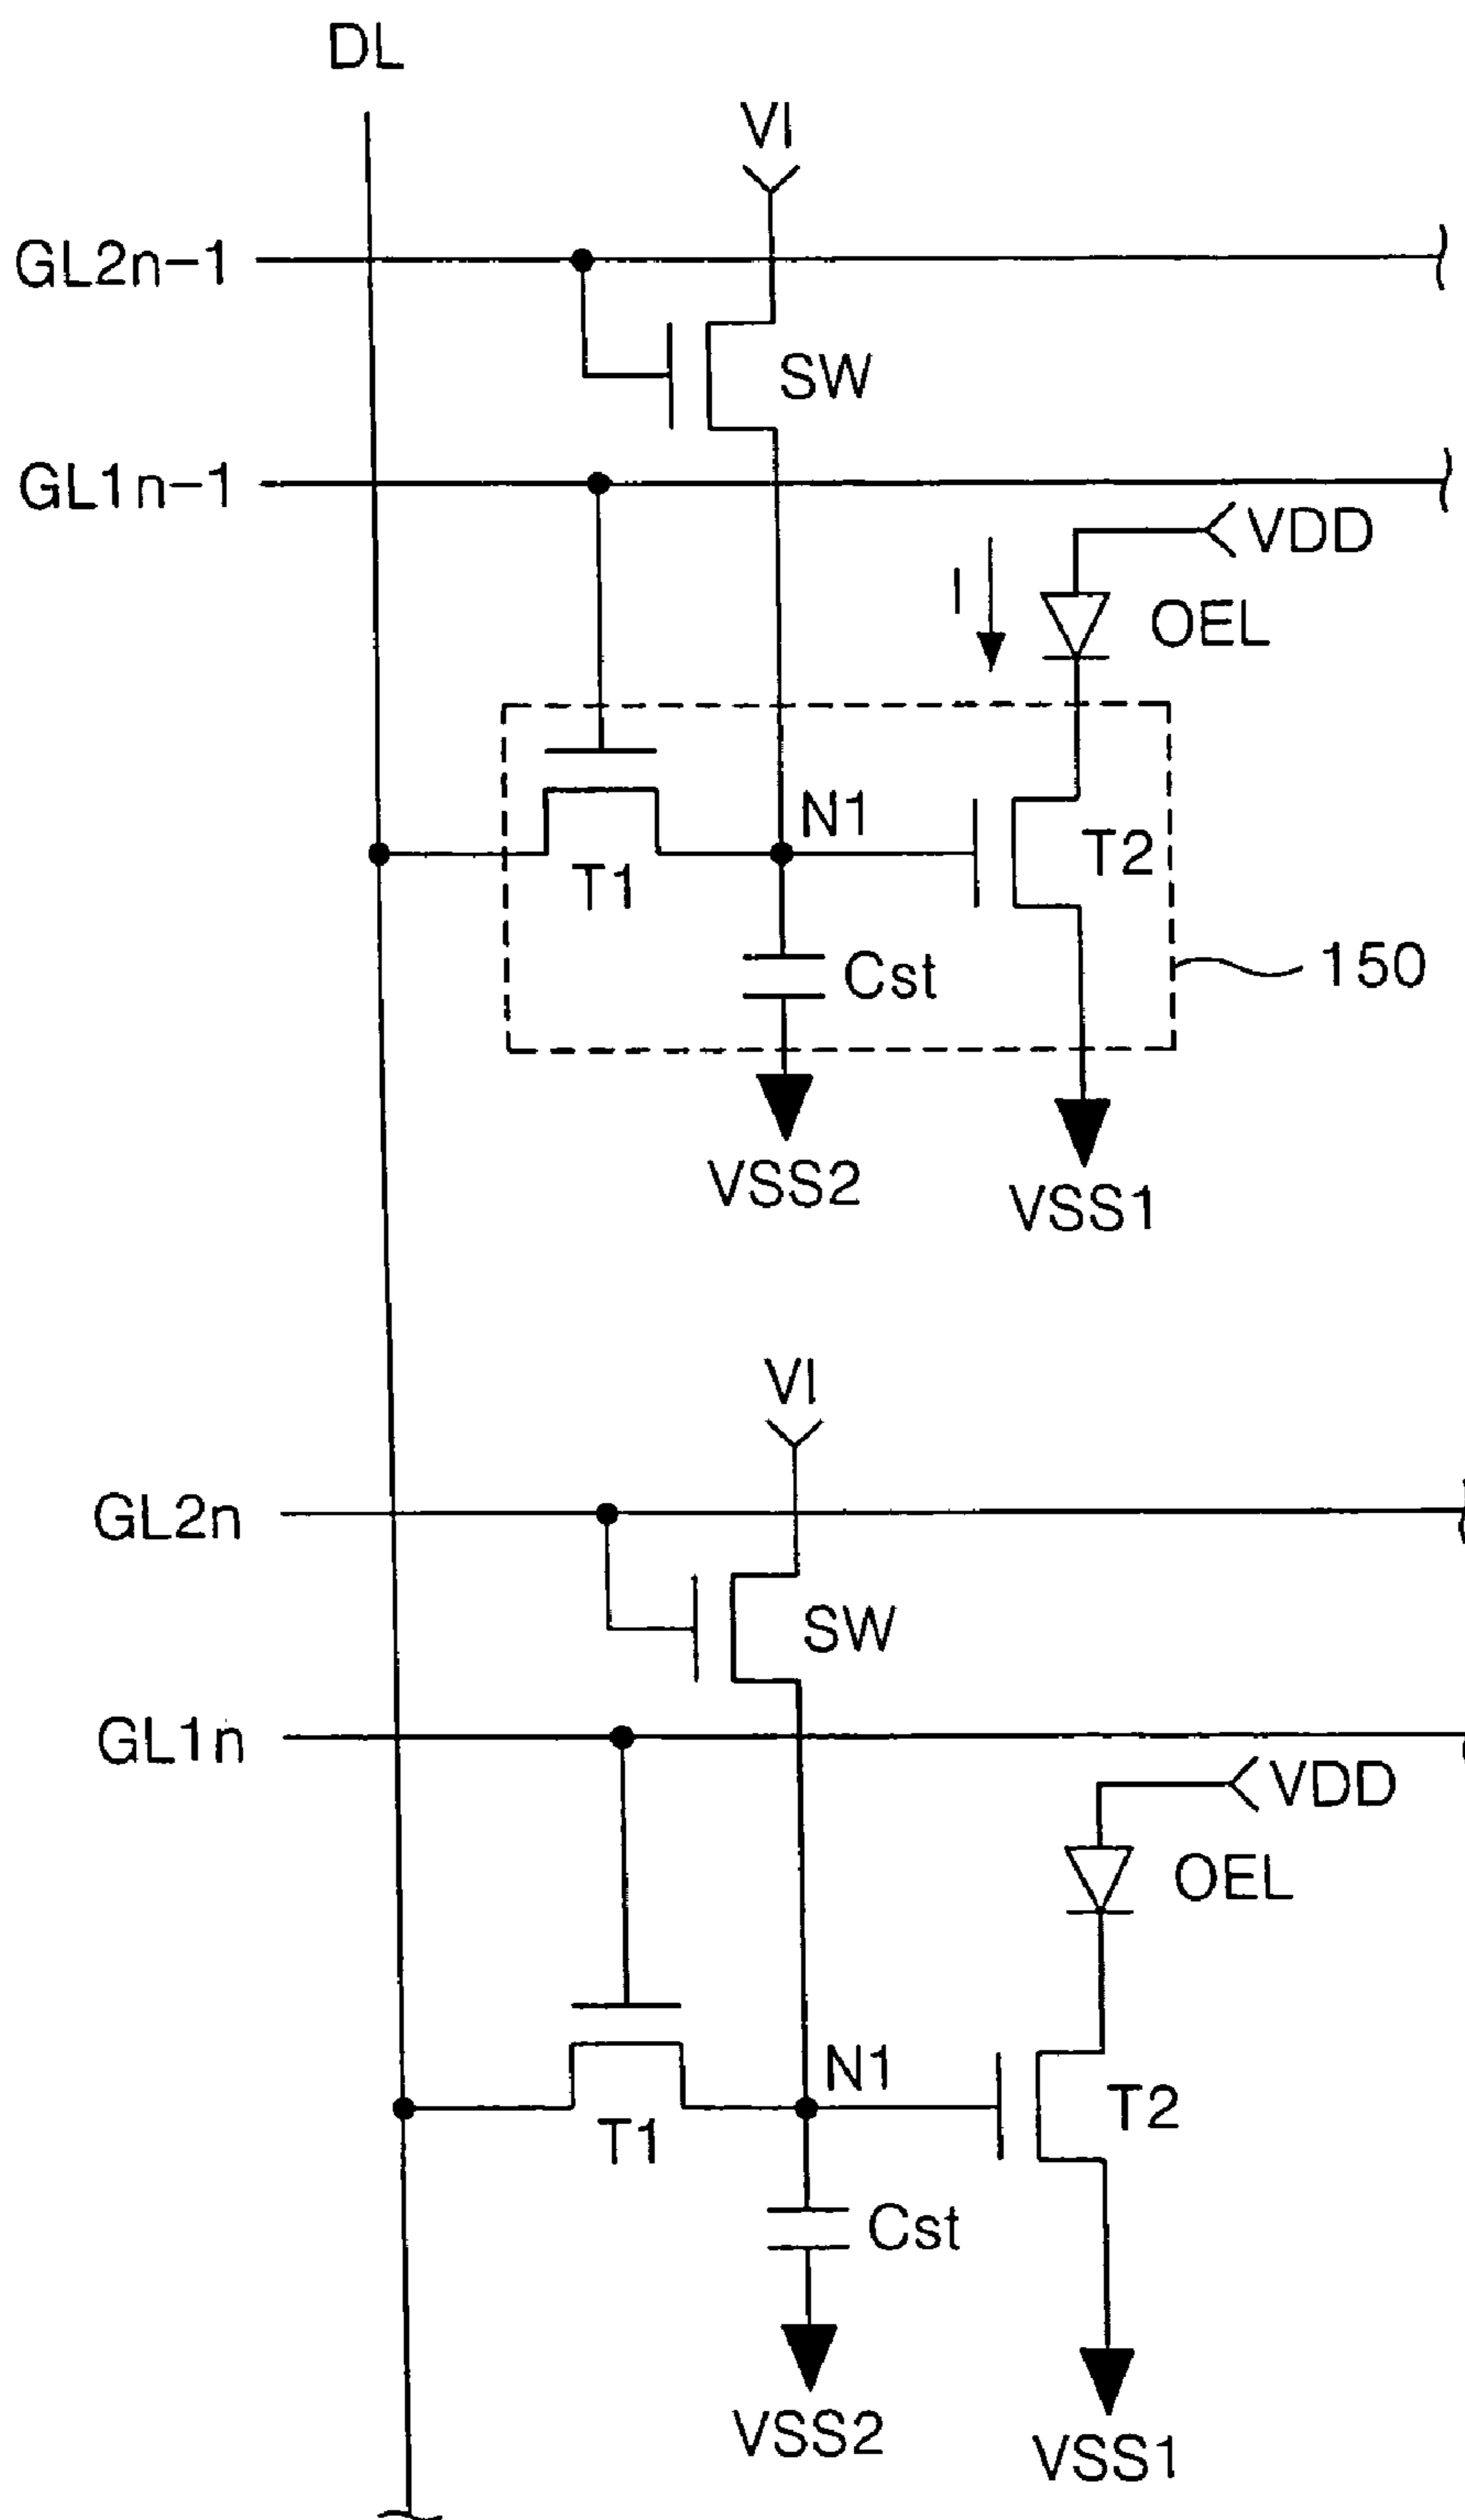 DL
VI
GL2n-1
SW
GL1n-1
VDD
I
OEL
N1
T2
T1
Cst
150
VSS2
VSS1
VI
GL2n
SW
GL1n
VDD
OEL
N1
T2
T1
Cst
VSS2
VSS1